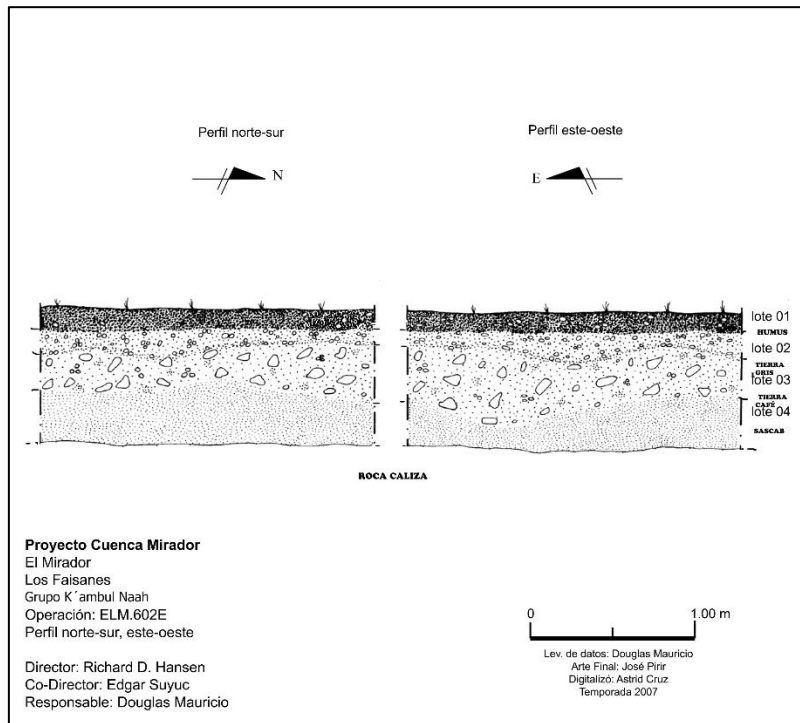 Perfil norte-sur
Perfil este-oeste
N
E
lote 01
HUMUS
lote 02
TIERRA
GRIS
lote 03
TIERRA
CAFÉ
lote 04
SASCAB
ROCA CALIZA
Proyecto Cuenca Mirador
El Mirador
Los Faisanes
Grupo K´ambul Naah
Operación: ELM.602E
Perfil norte-sur, este-oeste
Director: Richard D. Hansen
Co-Director: Edgar Suyuc
Responsable: Douglas Mauricio
0 1.00 m
Lev. de datos: Douglas Mauricio
Arte Final: José Pirir
Digitalizó: Astrid Cruz
Temporada 2007